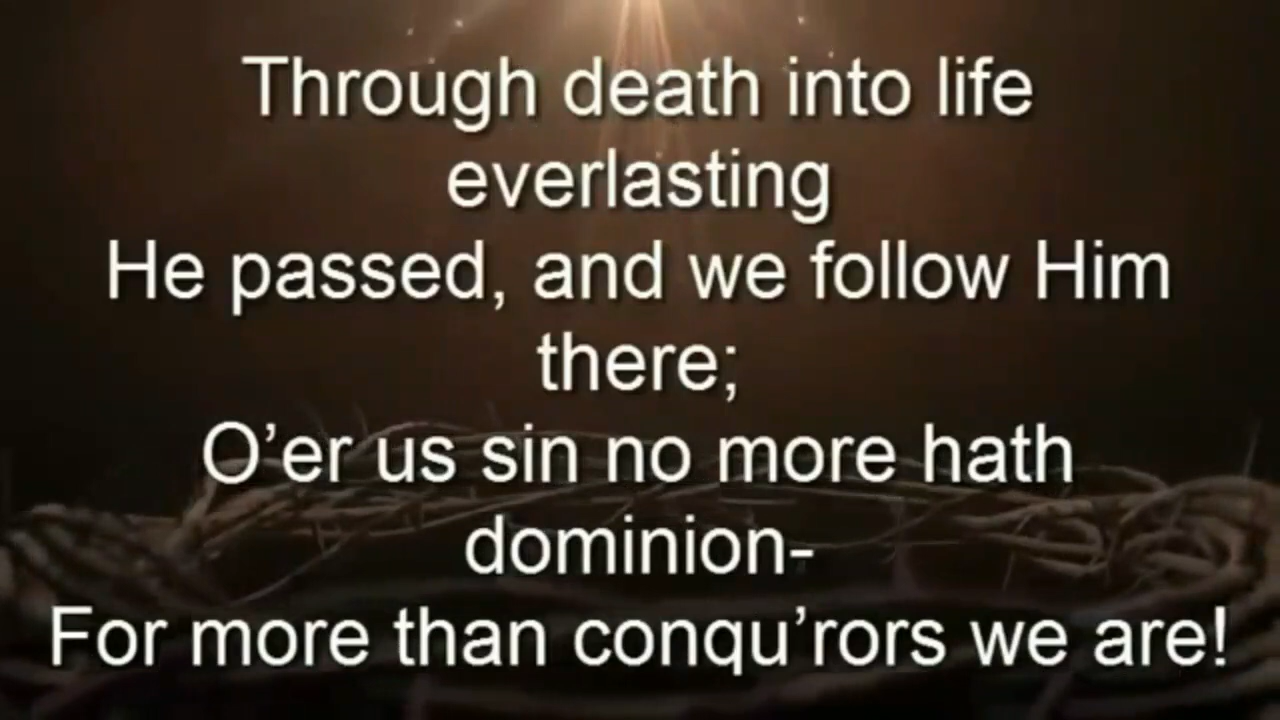 Through death into life
everlasting
He passed, and we follow Him
there;
O’er us sin no more hath
dominion-
For more than conqu’rors we are!